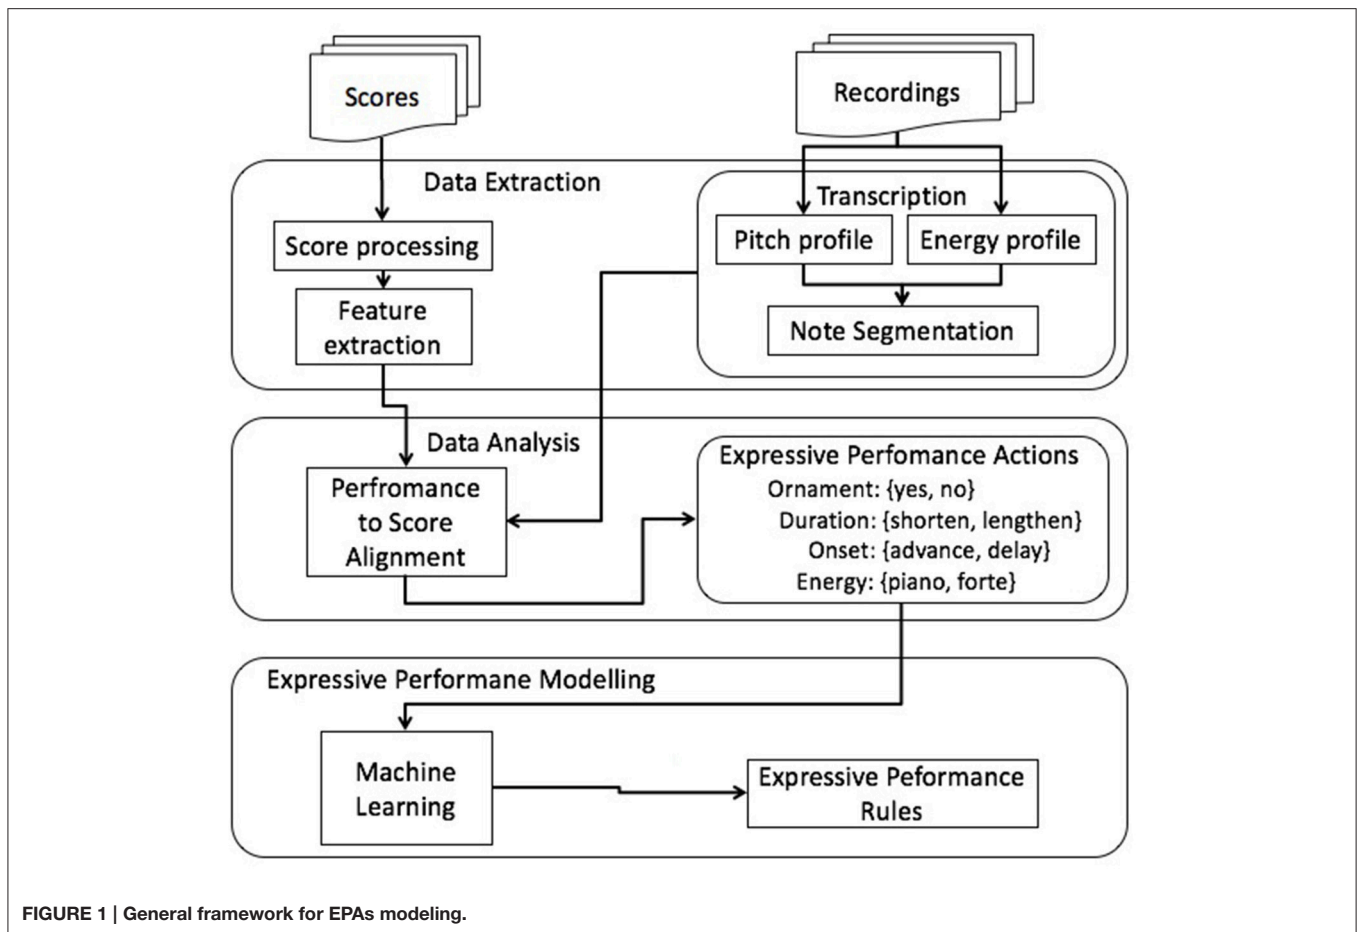 Scores
Recordings
Data Extraction
Transcription
Score processing
Pitch profile
Energy profile
Feature
extraction
Note Segmentation
Data Analysis
Perfromance
to Score
Alignment
Expressive Perfomance Actions
Ornament: {yes, no}
Duration: {shorten, lengthen}
Onset: {advance, delay}
Energy: {piano, forte}
Expressive Performane Modelling
Machine
Learning
Expressive Peformance
Rules
FIGURE 1 | General framework for EPAs modeling.